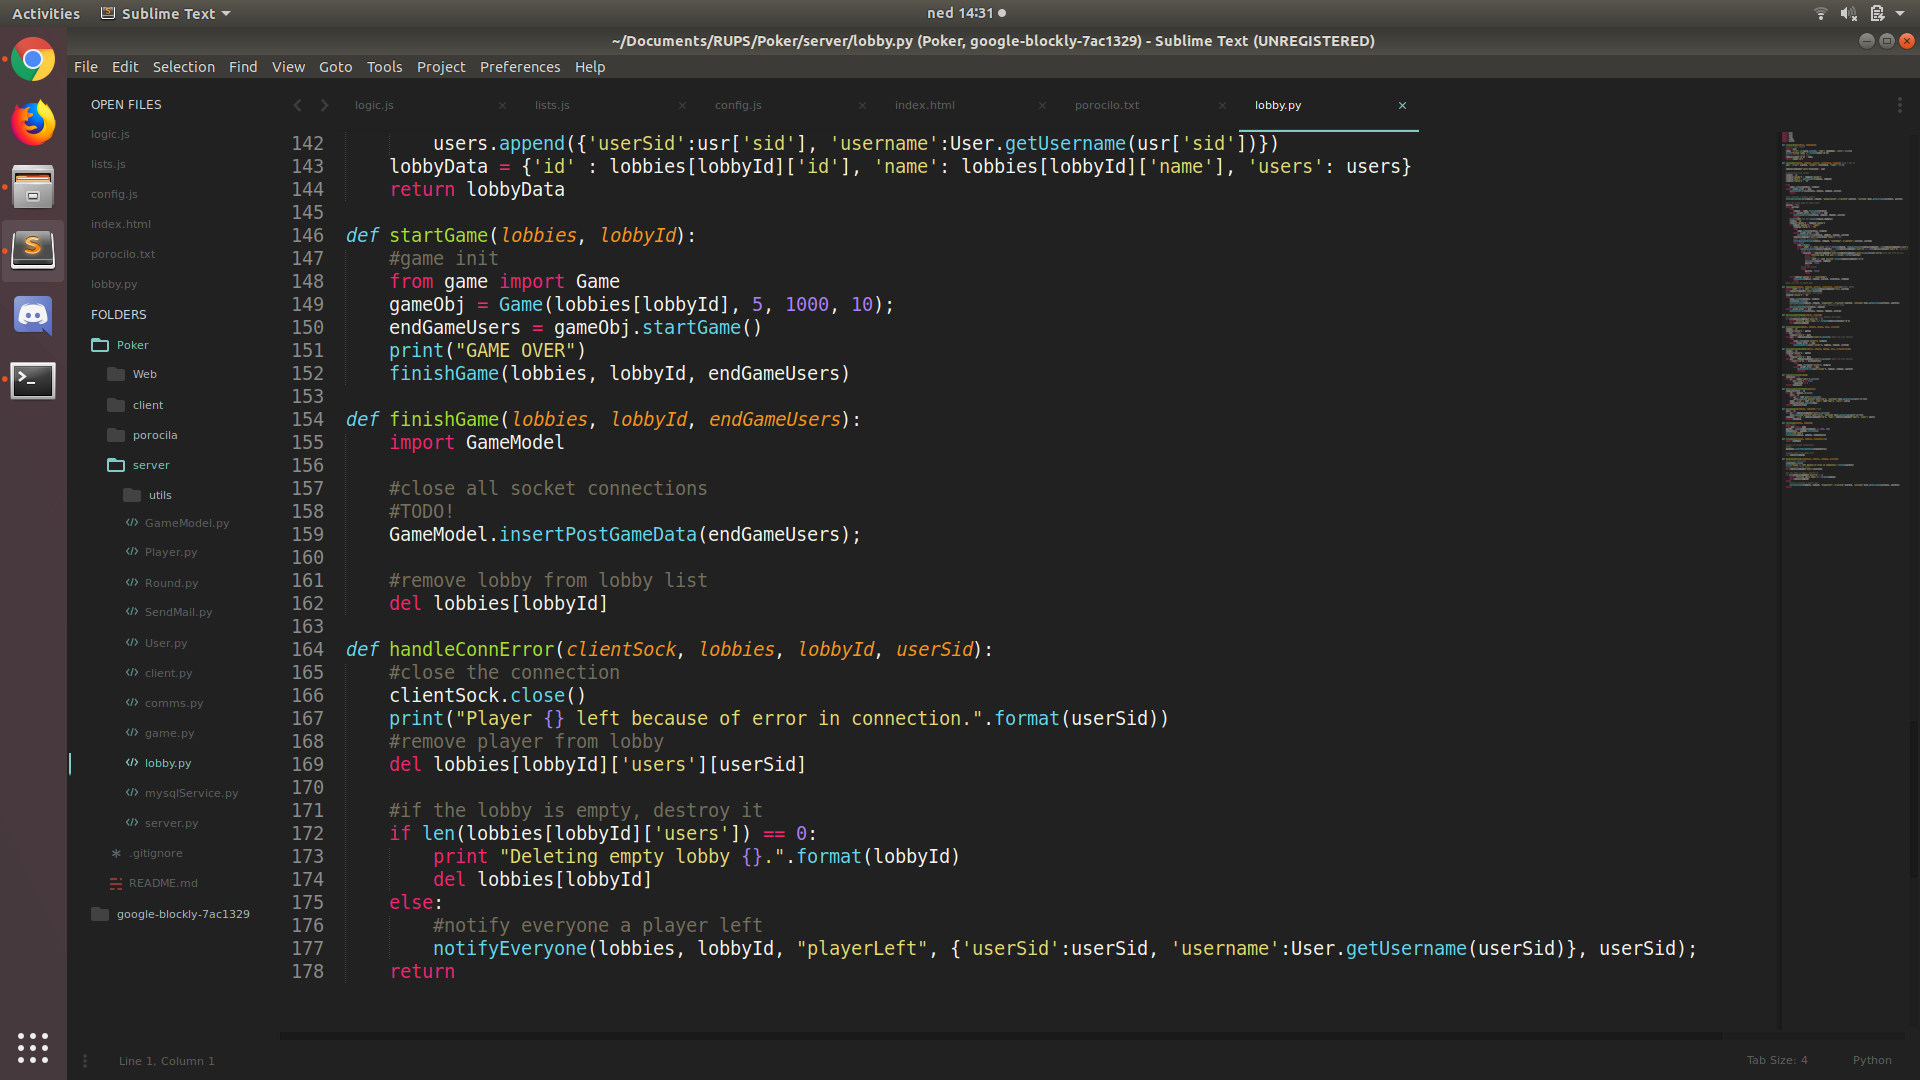 Activities
Sublime Text
ned 14:31
~/Documents/RUPS/Poker/server/lobby.py (Poker, google-blockly-7ac1329) - Sublime Text (UNREGISTERED)
File Edit Selection Find View Goto Tools Project Preferences Help
OPEN FILES
logic.js
lists.js
config.js
index.html
porocilo.txt
lobby.py
FOLDERS
Poker
Web
client
porocila
server
utils
GameModel.py
Player.py
Round.py
SendMail.py
User.py
client.py
comms.py
game.py
lobby.py
mysqlService.py
server.py
.gitignore
README.md
google-blockly-7ac1329
logic.js lists.js config.js index.html porocilo.txt lobby.py
142         users.append({'userSid':usr['sid'], 'username':User.getUsername(usr['sid'])})
143     lobbyData = {'id' : lobbies[lobbyId]['id'], 'name': lobbies[lobbyId]['name'], 'users': users}
144     return lobbyData
145
146 def startGame(lobbies, lobbyId):
147     #game init
148     from game import Game
149     gameObj = Game(lobbies[lobbyId], 5, 1000, 10);
150     endGameUsers = gameObj.startGame()
151     print("GAME OVER")
152     finishGame(lobbies, lobbyId, endGameUsers)
153
154 def finishGame(lobbies, lobbyId, endGameUsers):
155     import GameModel
156
157     #close all socket connections
158     #TODO!
159     GameModel.insertPostGameData(endGameUsers);
160
161     #remove lobby from lobby list
162     del lobbies[lobbyId]
163
164 def handleConnError(clientSock, lobbies, lobbyId, userSid):
165     #close the connection
166     clientSock.close()
167     print("Player {} left because of error in connection.".format(userSid))
168     #remove player from lobby
169     del lobbies[lobbyId]['users'][userSid]
170
171     #if the lobby is empty, destroy it
172     if len(lobbies[lobbyId]['users']) == 0:
173         print "Deleting empty lobby {}.".format(lobbyId)
174         del lobbies[lobbyId]
175     else:
176         #notify everyone a player left
177         notifyEveryone(lobbies, lobbyId, "playerLeft", {'userSid':userSid, 'username':User.getUsername(userSid)}, userSid);
178     return
Line 1, Column 1
Tab Size: 4
Python